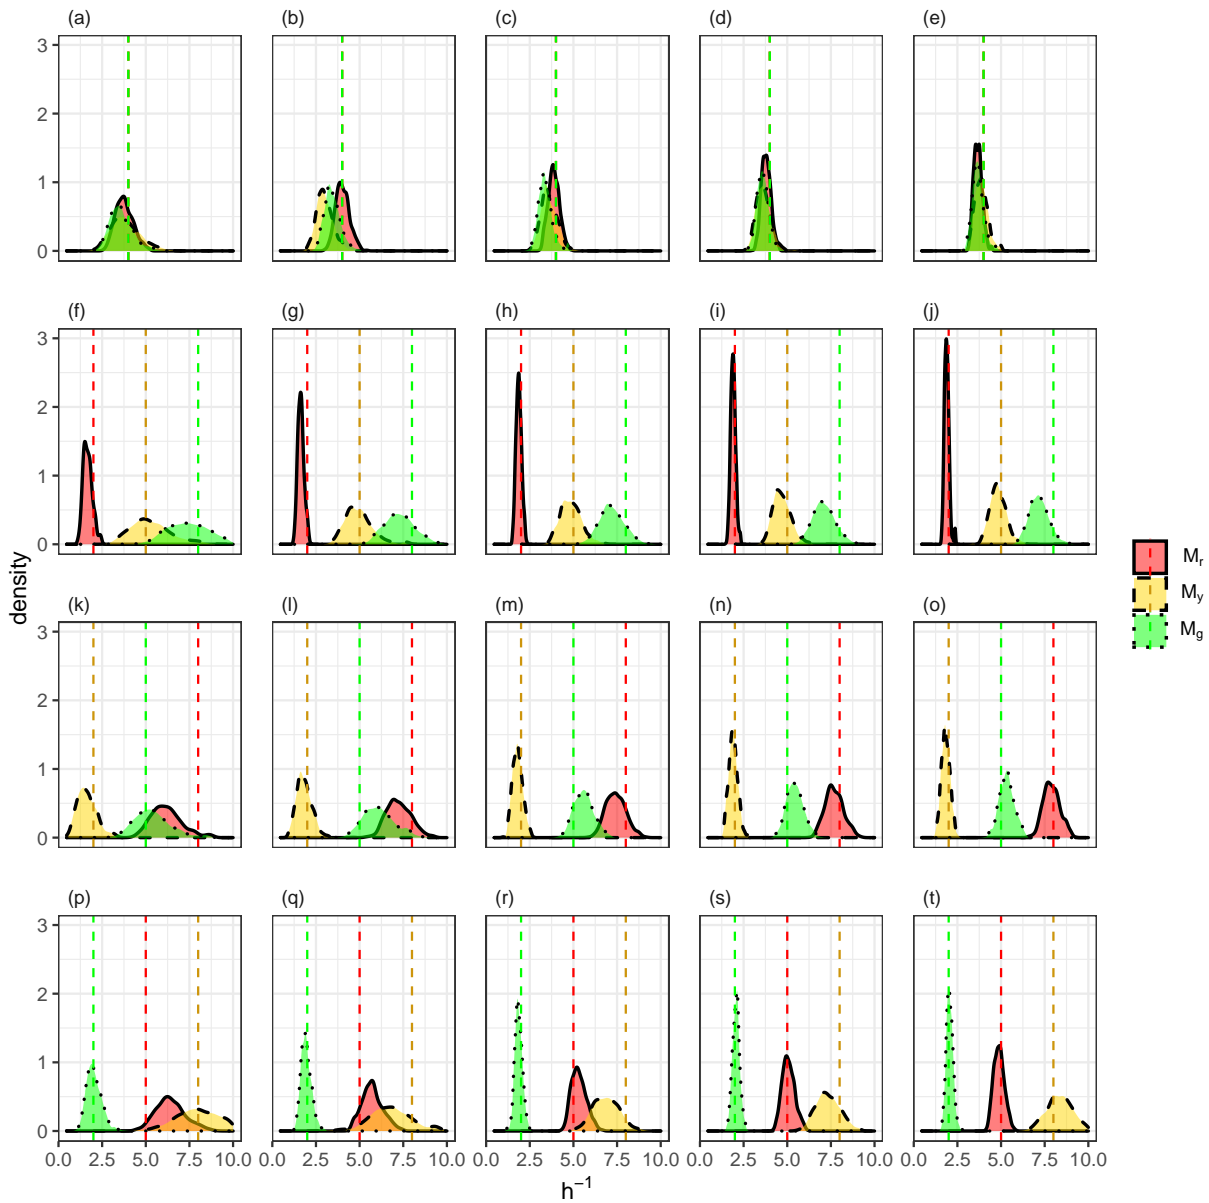 (a) (b) (c) (d) (e)
3
2
1
0
(f) (g) (h) (i) (j)
3
2
1
0
density
M_r
M_y
M_g
(k) (l) (m) (n) (o)
3
2
1
0
(p) (q) (r) (s) (t)
3
2
1
0
0.0 2.5 5.0 7.5 10.0 0.0 2.5 5.0 7.5 10.0 0.0 2.5 5.0 7.5 10.0 0.0 2.5 5.0 7.5 10.0 0.0 2.5 5.0 7.5 10.0
h⁻¹